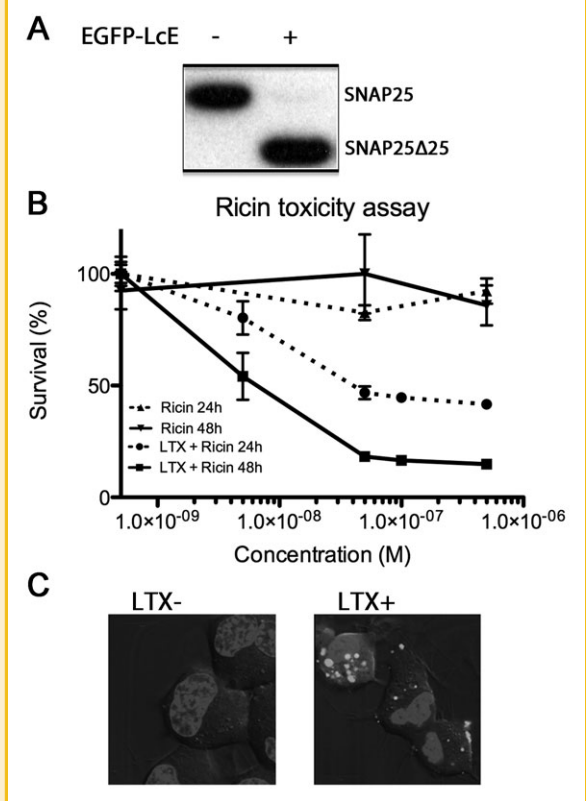 A
EGFP-LcE - +
SNAP25
SNAP25Δ25
B
Ricin toxicity assay
100
50
0
Survival (%)
Ricin 24h
Ricin 48h
LTX + Ricin 24h
LTX + Ricin 48h
1.0×10-09 1.0×10-08 1.0×10-07 1.0×10-06
Concentration (M)
C
LTX- LTX+